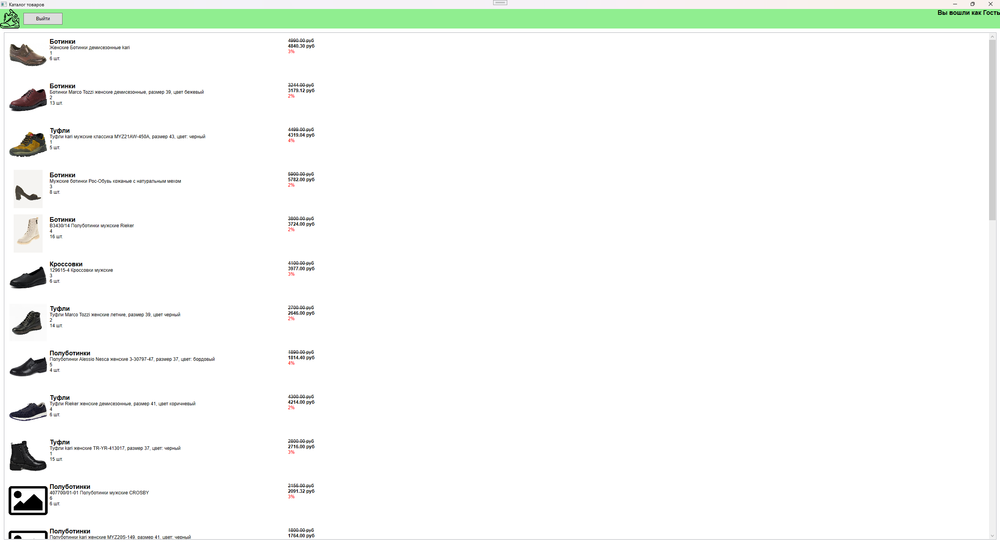 Каталог товаров
Выйти
Вы вошли как Гость
Ботинки
Женские Ботинки демисезонные kari
1
6 шт.
4990.00 руб
4840.30 руб
3%
Ботинки
Ботинки Marco Tozzi женские демисезонные, размер 39, цвет бежевый
2
13 шт.
3244.00 руб
3179.12 руб
2%
Туфли
Туфли kari мужские классика MYZ21AW-450A, размер 43, цвет: черный
1
5 шт.
4499.00 руб
4319.04 руб
4%
Ботинки
Мужские ботинки Рос-Обувь кожаные с натуральным мехом
3
8 шт.
5900.00 руб
5782.00 руб
2%
Ботинки
B3430/14 Полуботинки мужские Rieker
4
16 шт.
3800.00 руб
3724.00 руб
2%
Кроссовки
129615-4 Кроссовки мужские
3
6 шт.
4100.00 руб
3977.00 руб
3%
Туфли
Туфли Marco Tozzi женские летние, размер 39, цвет черный
2
14 шт.
2700.00 руб
2646.00 руб
2%
Полуботинки
Полуботинки Alessio Nesca женские 3-30797-47, размер 37, цвет: бордовый
5
4 шт.
1890.00 руб
1814.40 руб
4%
Туфли
Туфли Rieker женские демисезонные, размер 41, цвет коричневый
4
6 шт.
4300.00 руб
4214.00 руб
2%
Туфли
Туфли kari женские TR-YR-413017, размер 37, цвет: черный
1
15 шт.
2800.00 руб
2716.00 руб
3%
Полуботинки
407700/01-01 Полуботинки мужские CROSBY
6
6 шт.
2156.00 руб
2091.32 руб
3%
Полуботинки
Полуботинки kari женские MYZ20S-149, размер 41, цвет: черный
1800.00 руб
1764.00 руб